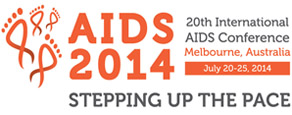 AIDS
2014
20th International
AIDS Conference
Melbourne, Australia
July 20-25, 2014
STEPPING UP THE PACE